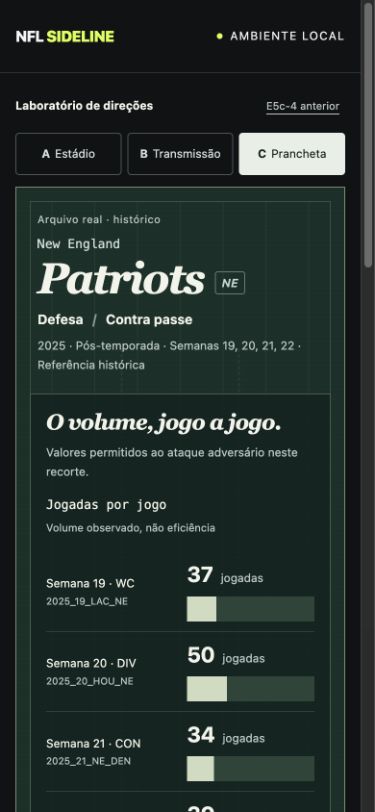 NFL SIDELINE
AMBIENTE LOCAL
Laboratório de direções
E5c-4 anterior
A Estádio
B Transmissão
C Prancheta
Arquivo real · histórico
New England
Patriots NE
Defesa / Contra passe
2025 · Pós-temporada · Semanas 19, 20, 21, 22 ·
Referência histórica
O volume, jogo a jogo.
Valores permitidos ao ataque adversário neste
recorte.
Jogadas por jogo
Volume observado, não eficiência
Semana 19 · WC
2025_19_LAC_NE
37 jogadas
Semana 20 · DIV
2025_20_HOU_NE
50 jogadas
Semana 21 · CON
2025_21_NE_DEN
34 jogadas